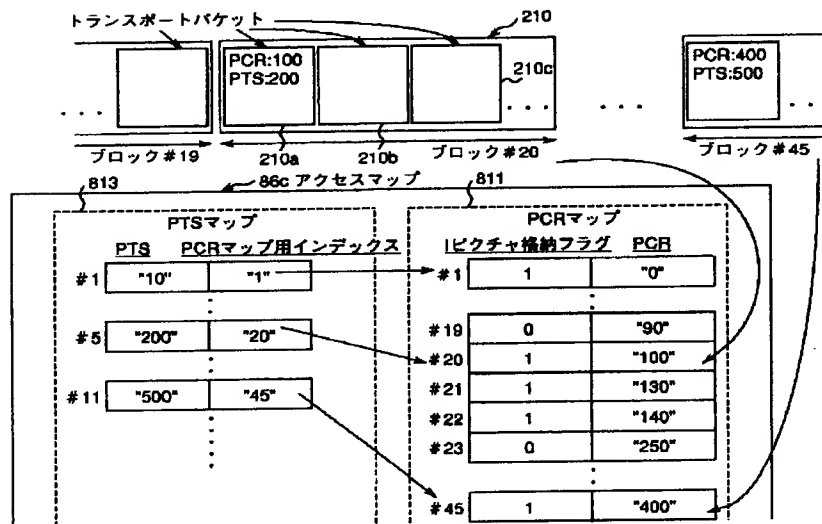 トランスポートパケット
210
PCR:100
PTS:200
210c
PCR:400
PTS:500
. . .
. . .
. . .
. . .
ブロック#19
210a
210b
ブロック#20
ブロック#45
813
86c アクセスマップ
811
PTSマップ
PTS PCRマップ用インデックス
#1 "10" "1"
#5 "200" "20"
#11 "500" "45"
PCRマップ
Iピクチャ格納フラグ PCR
#1 1 "0"
#19 0 "90"
#20 1 "100"
#21 1 "130"
#22 1 "140"
#23 0 "250"
#45 1 "400"